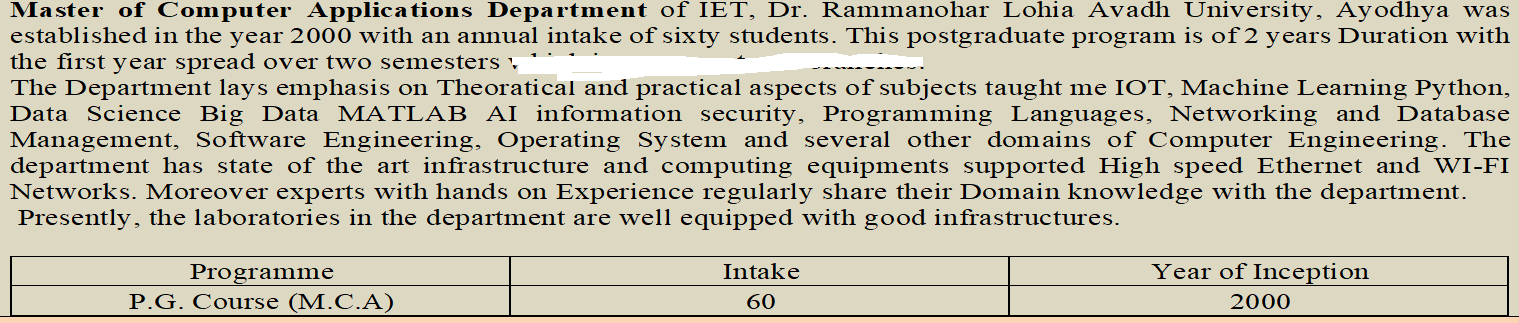 Master of Computer Applications Department of IET, Dr. Rammanohar Lohia Avadh University, Ayodhya was
established in the year 2000 with an annual intake of sixty students. This postgraduate program is of 2 years Duration with
the first year spread over two semesters
The Department lays emphasis on Theoratical and practical aspects of subjects taught me IOT, Machine Learning Python,
Data Science Big Data MATLAB AI information security, Programming Languages, Networking and Database
Management, Software Engineering, Operating System and several other domains of Computer Engineering. The
department has state of the art infrastructure and computing equipments supported High speed Ethernet and WI-FI
Networks. Moreover experts with hands on Experience regularly share their Domain knowledge with the department.
Presently, the laboratories in the department are well equipped with good infrastructures.
Programme Intake Year of Inception
P.G. Course (M.C.A) 60 2000